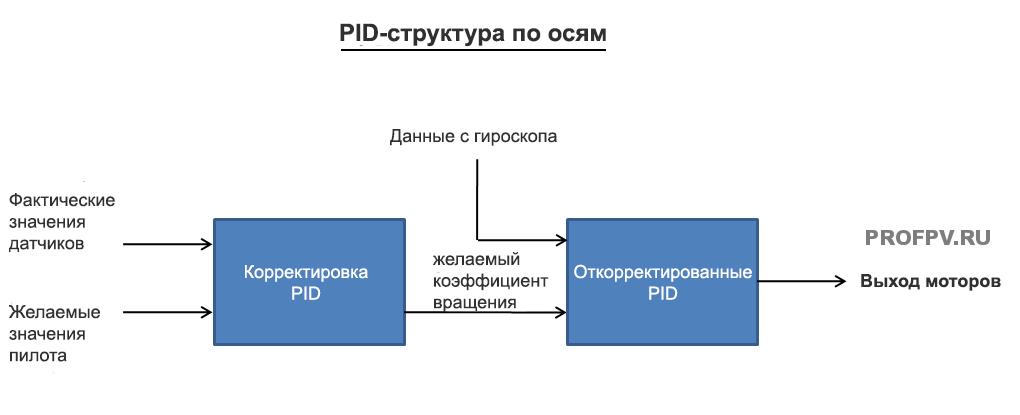 PID-структура по осям
Данные с гироскопа
Фактические
значения
датчиков
Желаемые
значения
пилота
Корректировка
PID
желаемый
коэффициент
вращения
Откорректированные
PID
PROFPV.RU
Выход моторов